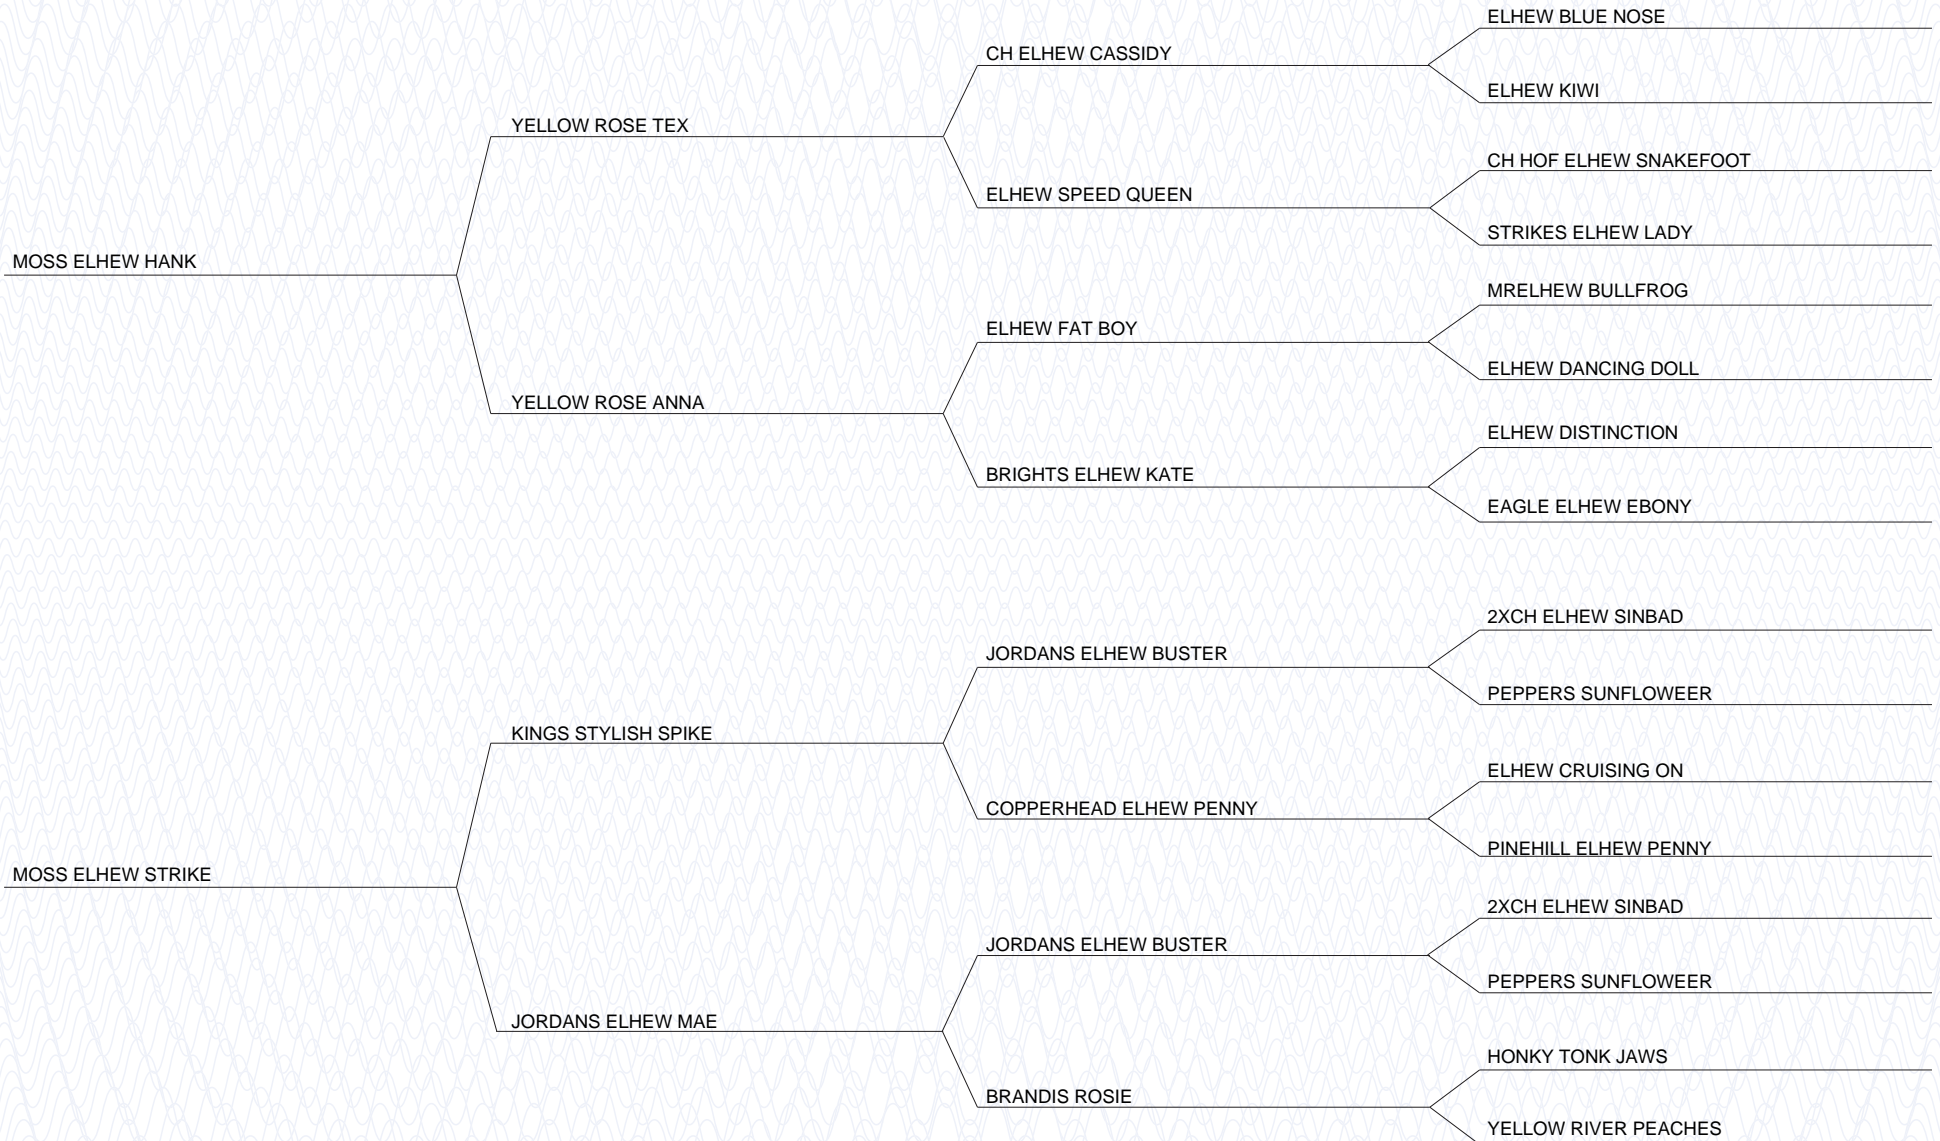 ELHEW BLUE NOSE
CH ELHEW CASSIDY
ELHEW KIWI
YELLOW ROSE TEX
CH HOF ELHEW SNAKEFOOT
ELHEW SPEED QUEEN
STRIKES ELHEW LADY
MOSS ELHEW HANK
MRELHEW BULLFROG
ELHEW FAT BOY
ELHEW DANCING DOLL
YELLOW ROSE ANNA
ELHEW DISTINCTION
BRIGHTS ELHEW KATE
EAGLE ELHEW EBONY
2XCH ELHEW SINBAD
JORDANS ELHEW BUSTER
PEPPERS SUNFLOWEER
KINGS STYLISH SPIKE
ELHEW CRUISING ON
COPPERHEAD ELHEW PENNY
PINEHILL ELHEW PENNY
MOSS ELHEW STRIKE
2XCH ELHEW SINBAD
JORDANS ELHEW BUSTER
PEPPERS SUNFLOWEER
JORDANS ELHEW MAE
HONKY TONK JAWS
BRANDIS ROSIE
YELLOW RIVER PEACHES